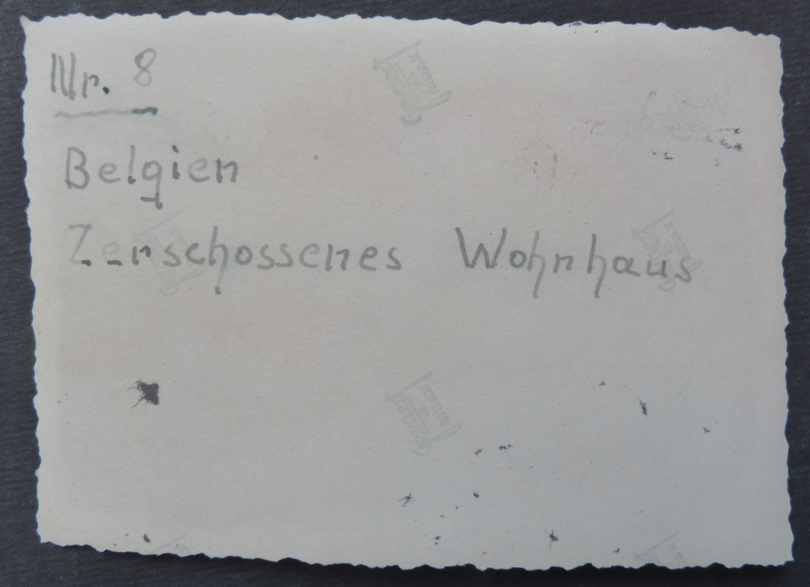 Nr. 8
Belgien
Zerschossenes Wohnhaus